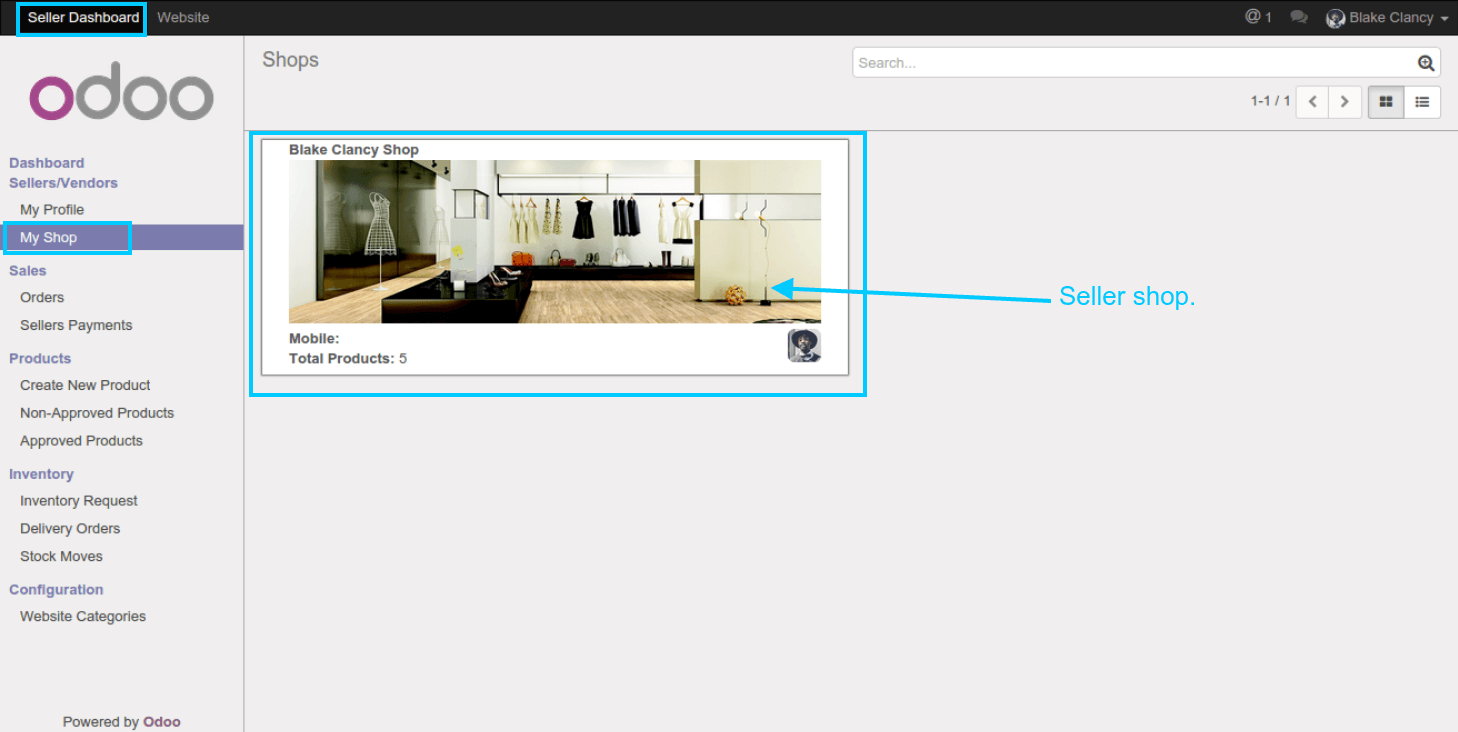 Seller Dashboard Website @ 1 Blake Clancy
odoo
Shops
Search...
1-1 / 1
Dashboard
Sellers/Vendors
My Profile
My Shop
Sales
Orders
Sellers Payments
Products
Create New Product
Non-Approved Products
Approved Products
Inventory
Inventory Request
Delivery Orders
Stock Moves
Configuration
Website Categories
Powered by Odoo
Blake Clancy Shop
Mobile:
Total Products: 5
Seller shop.